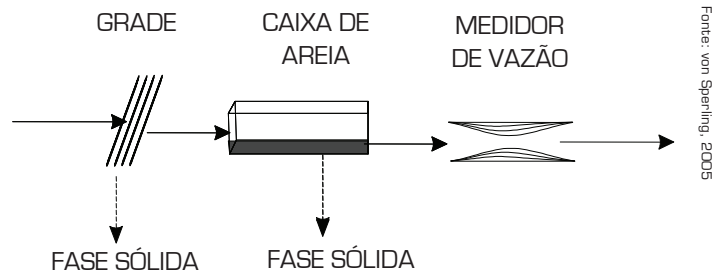 GRADE
CAIXA DE
AREIA
MEDIDOR
DE VAZÃO
FASE SÓLIDA
FASE SÓLIDA
Fonte: von Sperling, 2005